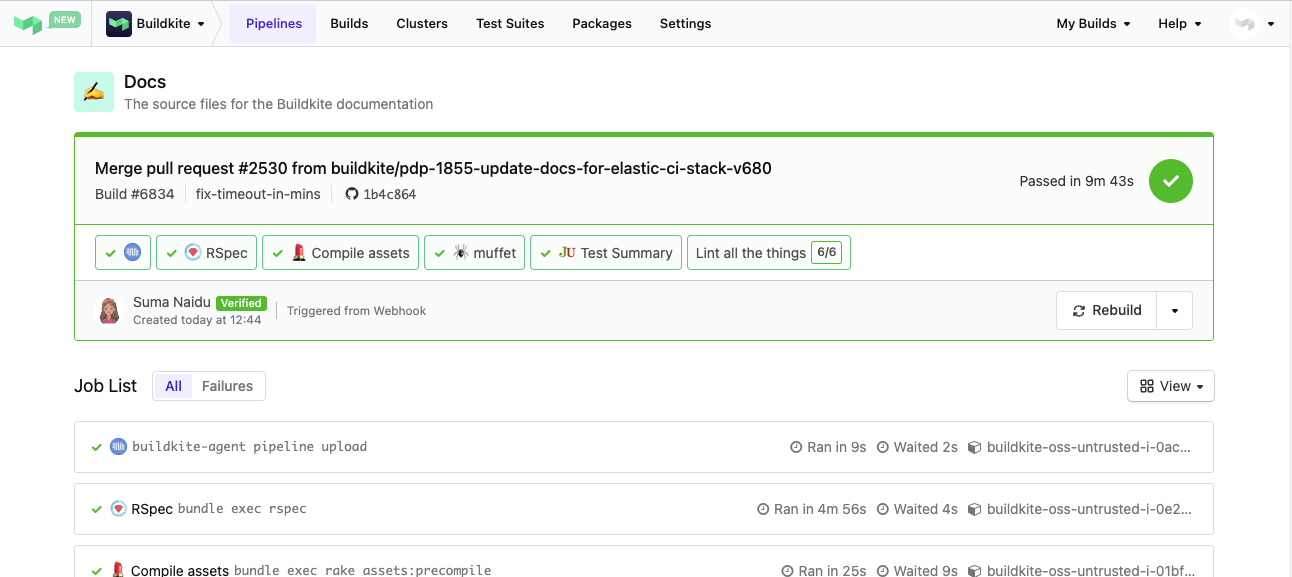 NEW Buildkite Pipelines Builds Clusters Test Suites Packages Settings My Builds Help
Docs
The source files for the Buildkite documentation
Merge pull request #2530 from buildkite/pdp-1855-update-docs-for-elastic-ci-stack-v680
Build #6834 fix-timeout-in-mins 1b4c864
Passed in 9m 43s
RSpec Compile assets muffet JU Test Summary Lint all the things 6/6
Suma Naidu Verified
Created today at 12:44
Triggered from Webhook
Rebuild
Job List All Failures View
buildkite-agent pipeline upload Ran in 9s Waited 2s buildkite-oss-untrusted-i-0ac...
RSpec bundle exec rspec Ran in 4m 56s Waited 4s buildkite-oss-untrusted-i-0e2...
Compile assets bundle exec rake assets:precompile Ran in 25s Waited 9s buildkite-oss-untrusted-i-01bf...